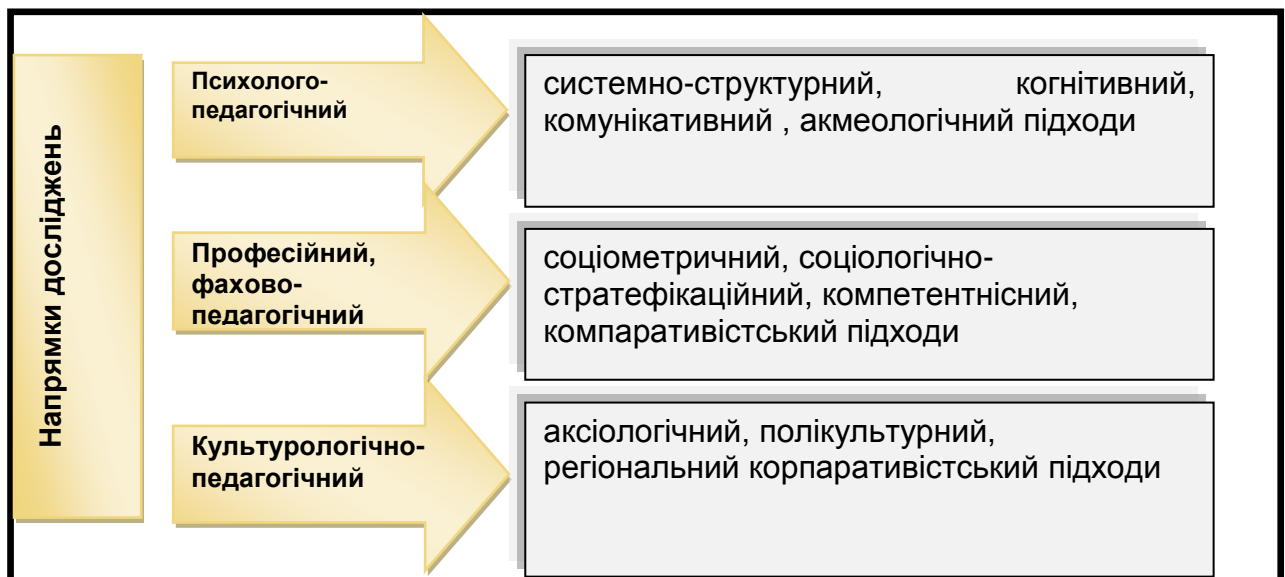 Напрямки досліджень
Психолого-
педагогічний
системно-структурний, когнітивний,
комунікативний , акмеологічний підходи
Професійний,
фахово-
педагогічний
соціометричний, соціологічно-
стратефікаційний, компетентнісний,
компаративістський підходи
Культурологічно-
педагогічний
аксіологічний, полікультурний,
регіональний корпаративістський підходи